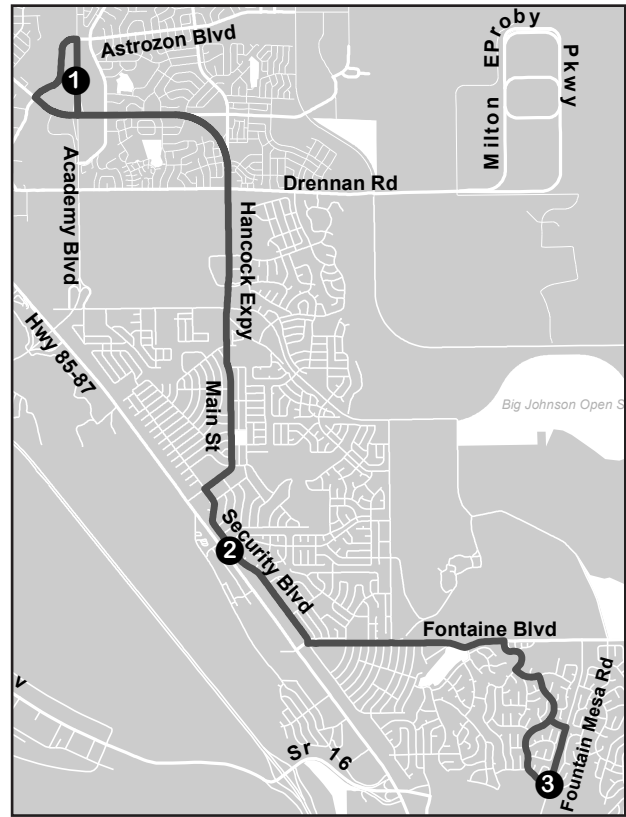 Astrozon Blvd
Milton EProby Pkwy
1
Academy Blvd
Drennan Rd
Hancock Expy
Hwy 85-87
Main St
Big Johnson Open S
Security Blvd
2
Fontaine Blvd
Fountain Mesa Rd
v
Sr 16
3